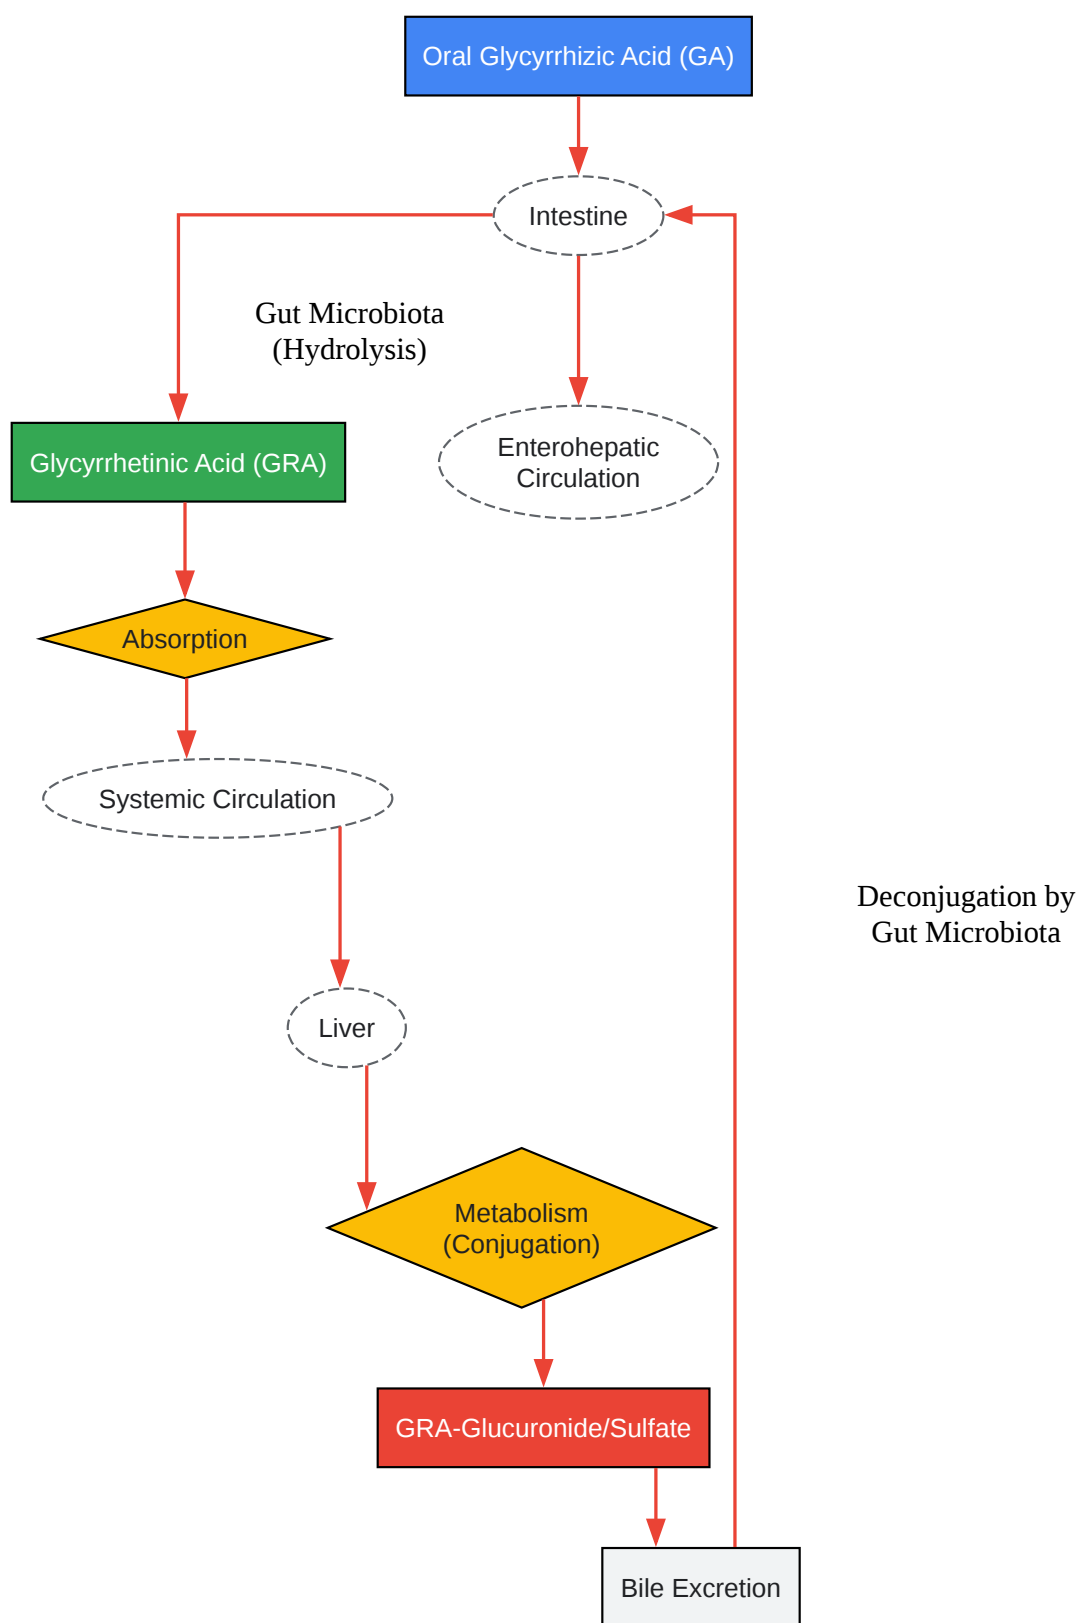 Oral Glycyrrhizic Acid (GA)
Intestine
Gut Microbiota
(Hydrolysis)
Glycyrrhetinic Acid (GRA)
Enterohepatic
Circulation
Absorption
Systemic Circulation
Deconjugation by
Gut Microbiota
Liver
Metabolism
(Conjugation)
GRA-Glucuronide/Sulfate
Bile Excretion